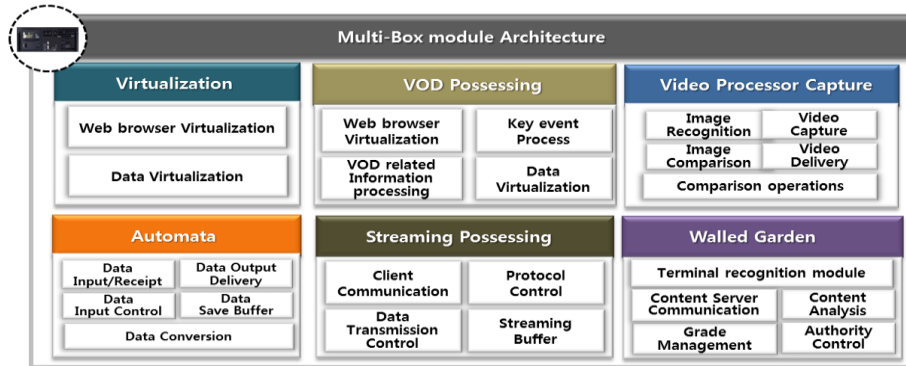 Multi-Box module Architecture
Virtualization
Web browser Virtualization
Data Virtualization
VOD Possessing
Web browser
Virtualization
Key event
Process
VOD related
Information
processing
Data
Virtualization
Video Processor Capture
Image
Recognition
Video
Capture
Image
Comparison
Video
Delivery
Comparison operations
Automata
Data
Input/Receipt
Data Output
Delivery
Data
Input Control
Data
Save Buffer
Data Conversion
Streaming Possessing
Client
Communication
Protocol
Control
Data
Transmission
Control
Streaming
Buffer
Walled Garden
Terminal recognition module
Content Server
Communication
Content
Analysis
Grade
Management
Authority
Control